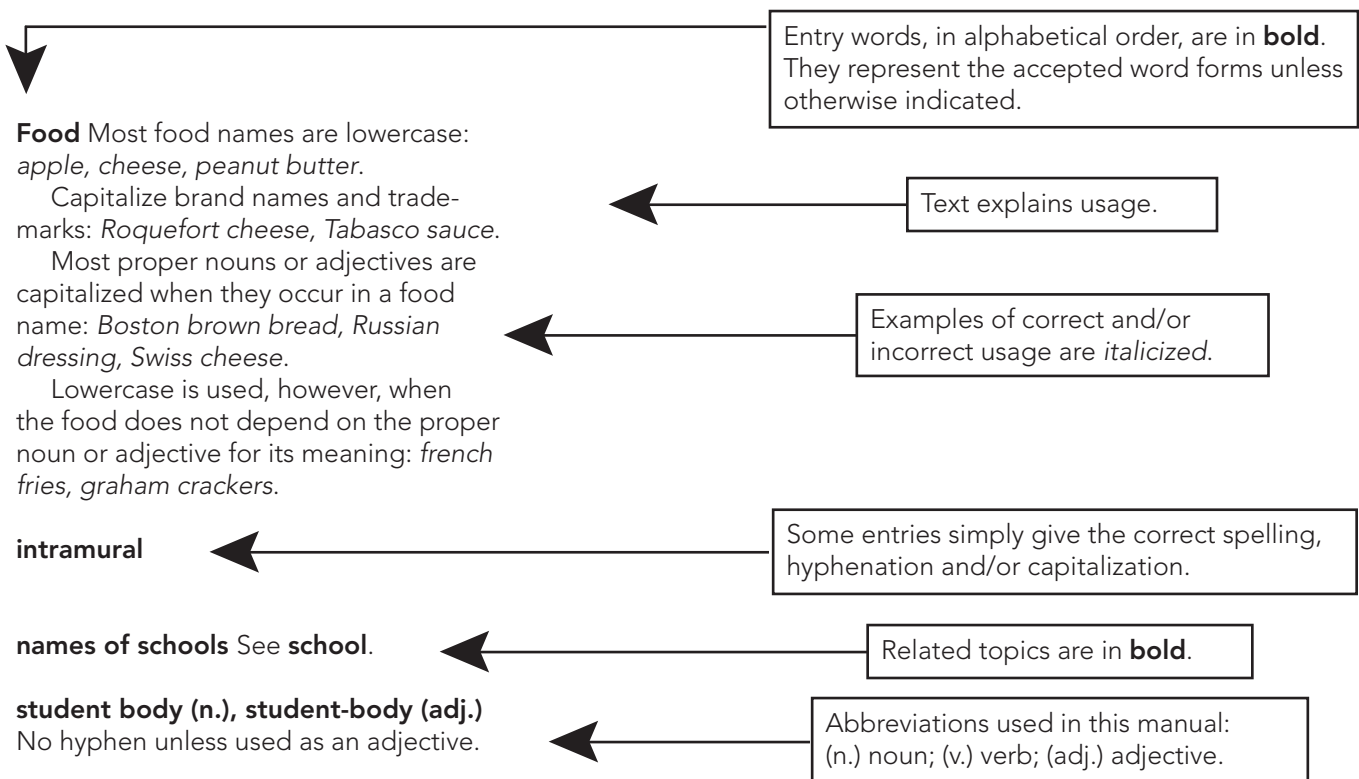 Entry words, in alphabetical order, are in bold.
They represent the accepted word forms unless
otherwise indicated.
Food Most food names are lowercase:
apple, cheese, peanut butter.
Capitalize brand names and trade-
marks: Roquefort cheese, Tabasco sauce.
Text explains usage.
Most proper nouns or adjectives are
capitalized when they occur in a food
name: Boston brown bread, Russian
dressing, Swiss cheese.
Examples of correct and/or
incorrect usage are italicized.
Lowercase is used, however, when
the food does not depend on the proper
noun or adjective for its meaning: french
fries, graham crackers.
intramural
Some entries simply give the correct spelling,
hyphenation and/or capitalization.
names of schools See school.
Related topics are in bold.
student body (n.), student-body (adj.)
No hyphen unless used as an adjective.
Abbreviations used in this manual:
(n.) noun; (v.) verb; (adj.) adjective.